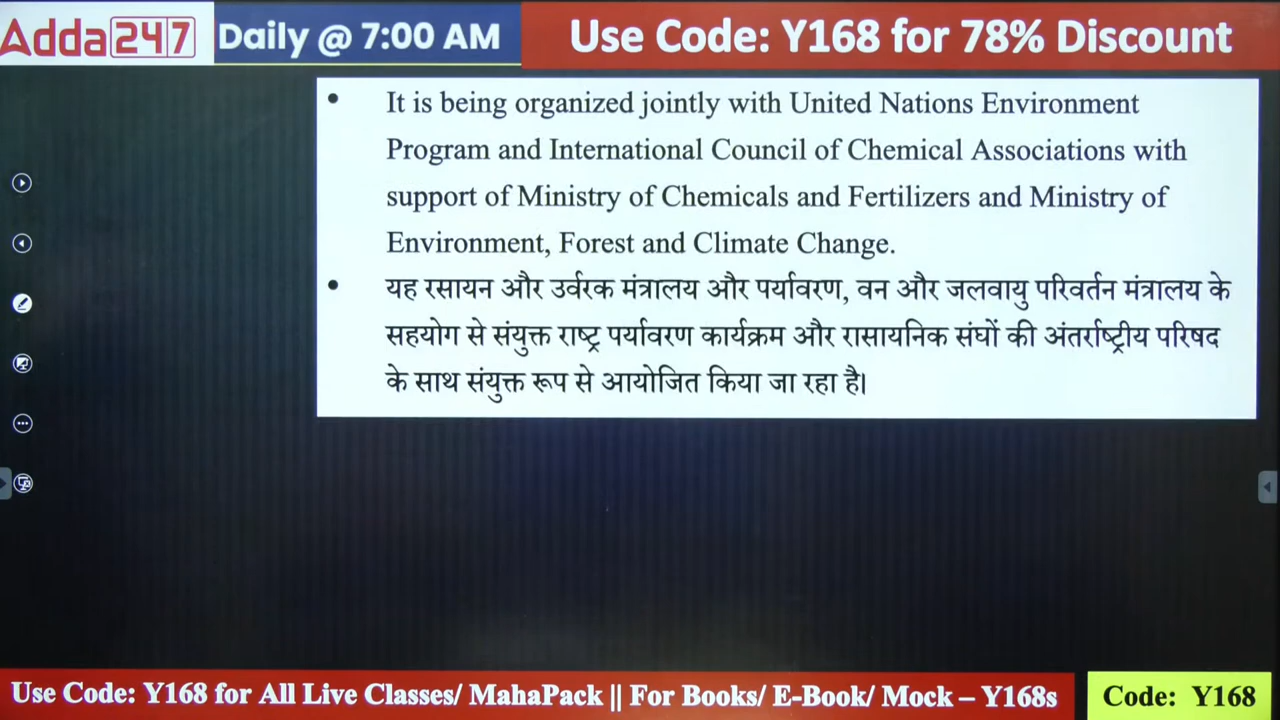 Adda247
Daily @ 7:00 AM
Use Code: Y168 for 78% Discount
• It is being organized jointly with United Nations Environment
Program and International Council of Chemical Associations with
support of Ministry of Chemicals and Fertilizers and Ministry of
Environment, Forest and Climate Change.
• यह रसायन और उर्वरक मंत्रालय और पर्यावरण, वन और जलवायु परिवर्तन मंत्रालय के
सहयोग से संयुक्त राष्ट्र पर्यावरण कार्यक्रम और रासायनिक संघों की अंतर्राष्ट्रीय परिषद
के साथ संयुक्त रूप से आयोजित किया जा रहा है।
Use Code: Y168 for All Live Classes/ MahaPack || For Books/ E-Book/ Mock – Y168s
Code: Y168